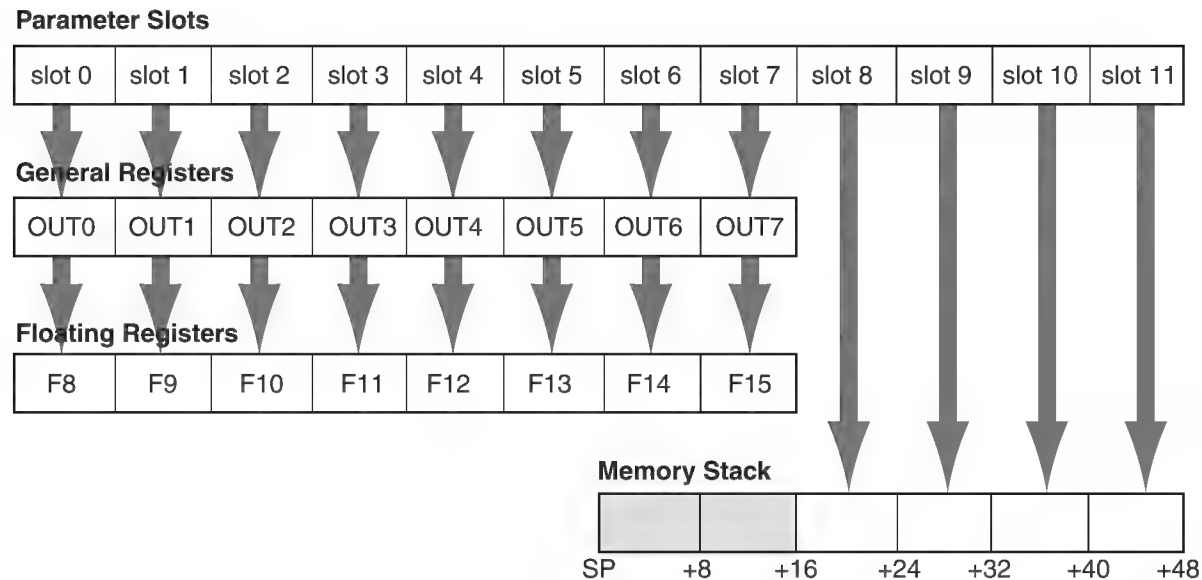 Parameter Slots
slot 0 slot 1 slot 2 slot 3 slot 4 slot 5 slot 6 slot 7 slot 8 slot 9 slot 10 slot 11
General Registers
OUT0 OUT1 OUT2 OUT3 OUT4 OUT5 OUT6 OUT7
Floating Registers
F8 F9 F10 F11 F12 F13 F14 F15
Memory Stack
SP +8 +16 +24 +32 +40 +48